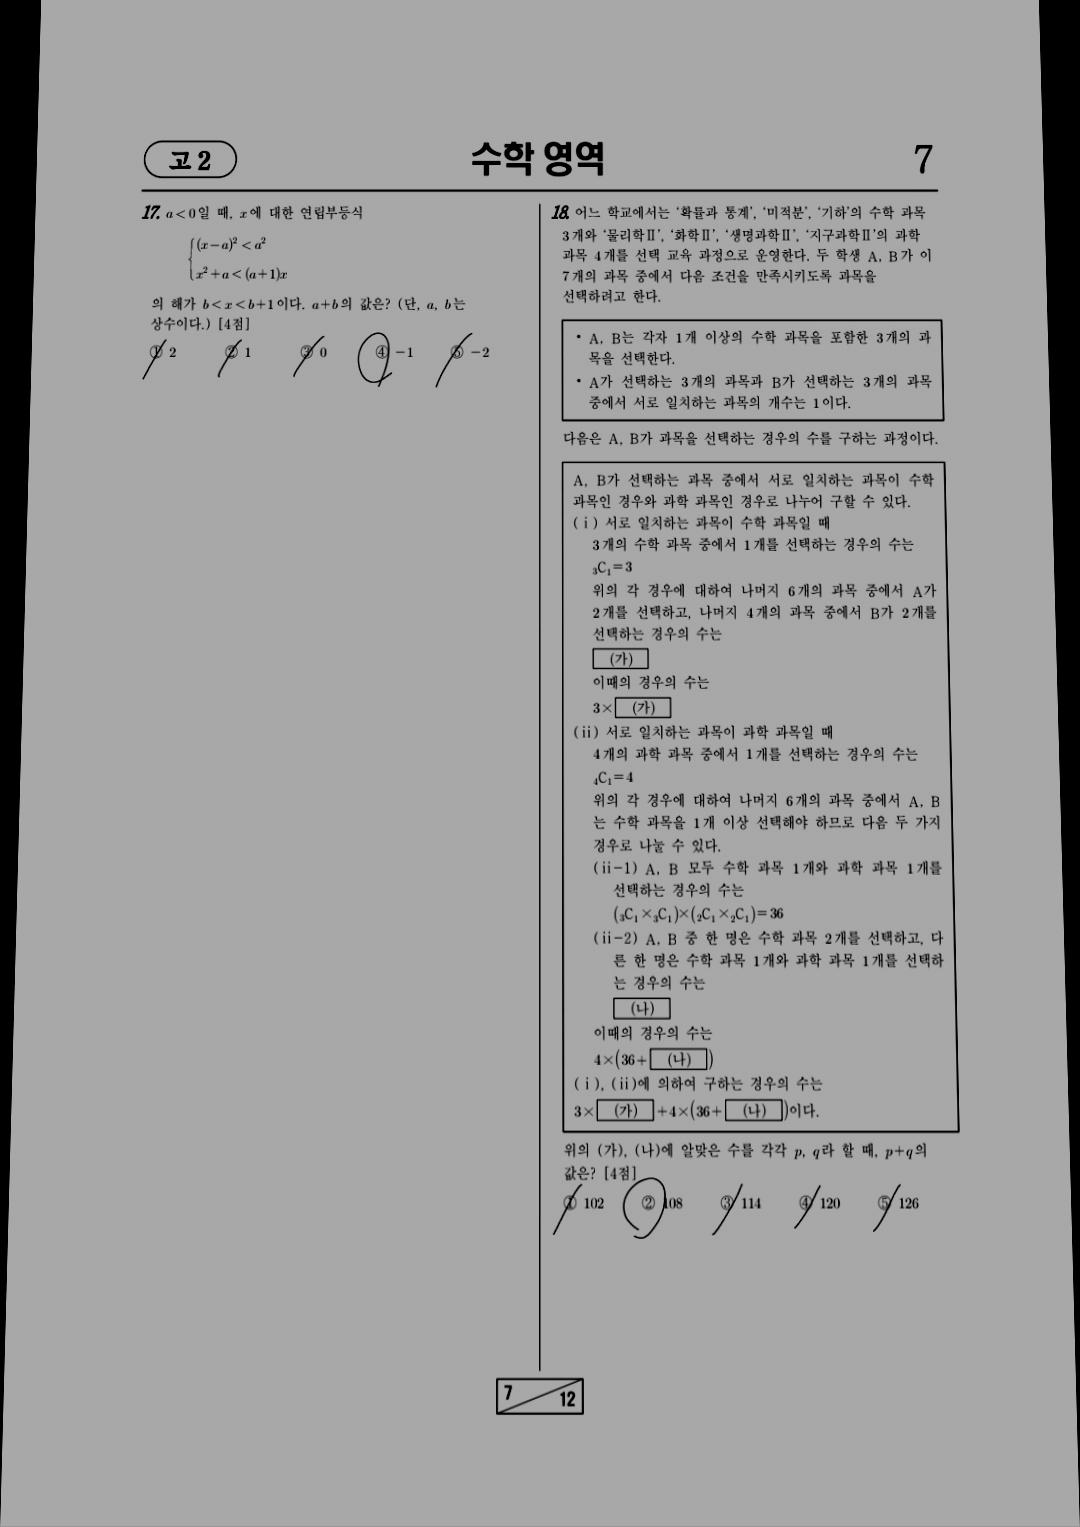 고 2
수학 영역
7
17. a<0일 때, x에 대한 연립부등식
{(x-a)²<a²
x²+a<(a+1)x
의 해가 b<x<b+1이다. a+b의 값은? (단, a, b는
상수이다.) [4점]
① 2 ② 1 ③ 0 ④ -1 ⑤ -2
18. 어느 학교에서는 ‘확률과 통계’, ‘미적분’, ‘기하’의 수학 과목
3개와 ‘물리학Ⅱ’, ‘화학Ⅱ’, ‘생명과학Ⅱ’, ‘지구과학Ⅱ’의 과학
과목 4개를 선택 교육 과정으로 운영한다. 두 학생 A, B가 이
7개의 과목 중에서 다음 조건을 만족시키도록 과목을
선택하려고 한다.
• A, B는 각자 1개 이상의 수학 과목을 포함한 3개의 과
목을 선택한다.
• A가 선택하는 3개의 과목과 B가 선택하는 3개의 과목
중에서 서로 일치하는 과목의 개수는 1이다.
다음은 A, B가 과목을 선택하는 경우의 수를 구하는 과정이다.
A, B가 선택하는 과목 중에서 서로 일치하는 과목이 수학
과목인 경우와 과학 과목인 경우로 나누어 구할 수 있다.
(ⅰ) 서로 일치하는 과목이 수학 과목일 때
3개의 수학 과목 중에서 1개를 선택하는 경우의 수는
₃C₁=3
위의 각 경우에 대하여 나머지 6개의 과목 중에서 A가
2개를 선택하고, 나머지 4개의 과목 중에서 B가 2개를
선택하는 경우의 수는
(가)
이때의 경우의 수는
3× (가)
(ⅱ) 서로 일치하는 과목이 과학 과목일 때
4개의 과학 과목 중에서 1개를 선택하는 경우의 수는
₄C₁=4
위의 각 경우에 대하여 나머지 6개의 과목 중에서 A, B
는 수학 과목을 1개 이상 선택해야 하므로 다음 두 가지
경우로 나눌 수 있다.
(ⅱ-1) A, B 모두 수학 과목 1개와 과학 과목 1개를
선택하는 경우의 수는
(₃C₁×₃C₁)×(₂C₁×₂C₁)=36
(ⅱ-2) A, B 중 한 명은 수학 과목 2개를 선택하고, 다
른 한 명은 수학 과목 1개와 과학 과목 1개를 선택하
는 경우의 수는
(나)
이때의 경우의 수는
4×(36+ (나) )
(ⅰ), (ⅱ)에 의하여 구하는 경우의 수는
3× (가) +4×(36+ (나) )이다.
위의 (가), (나)에 알맞은 수를 각각 p, q라 할 때, p+q의
값은? [4점]
① 102 ② 108 ③ 114 ④ 120 ⑤ 126
7
12